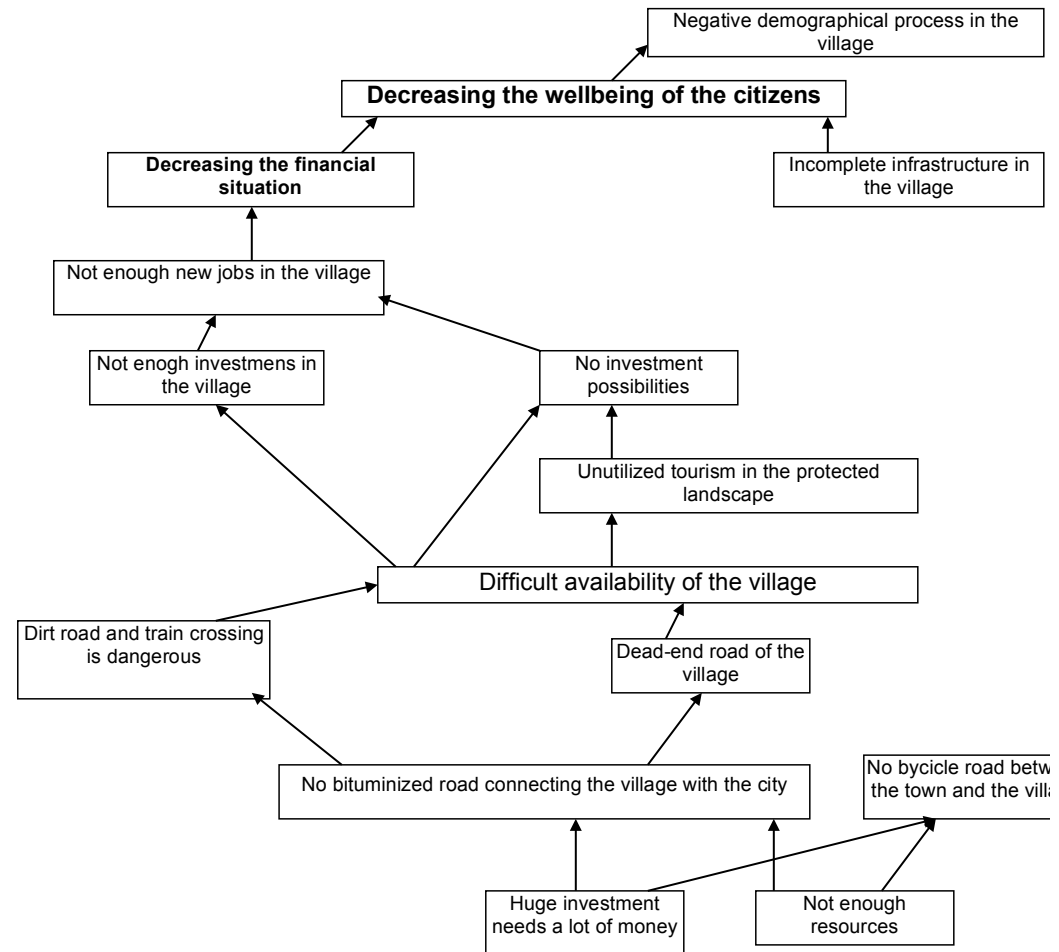 Negative demographical process in the
village
Decreasing the wellbeing of the citizens
Decreasing the financial
situation
Incomplete infrastructure in
the village
Not enough new jobs in the village
Not enogh investmens in
the village
No investment
possibilities
Unutilized tourism in the protected
landscape
Difficult availability of the village
Dirt road and train crossing
is dangerous
Dead-end road of the
village
No bituminized road connecting the village with the city
No bycicle road
the town and the
Huge investment
needs a lot of money
Not enough
resources